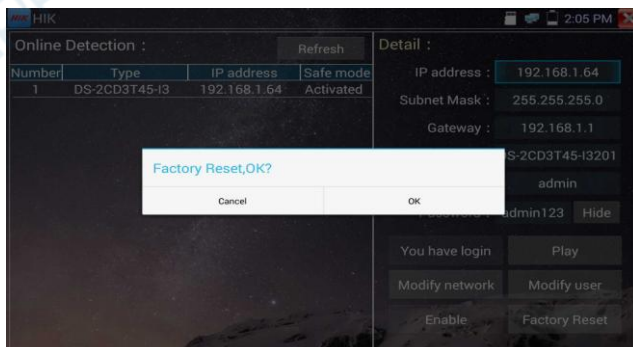 HIK HIK 2:05 PM
Online Detection : Refresh
Number Type IP address Safe mode
1 DS-2CD3T45-I3 192.168.1.64 Activated
Detail :
IP address : 192.168.1.64
Subnet Mask : 255.255.255.0
Gateway : 192.168.1.1
S-2CD3T45-I3201
admin
admin123 Hide
Factory Reset,OK?
Cancel OK
You have login Play
Modify network Modify user
Enable Factory Reset